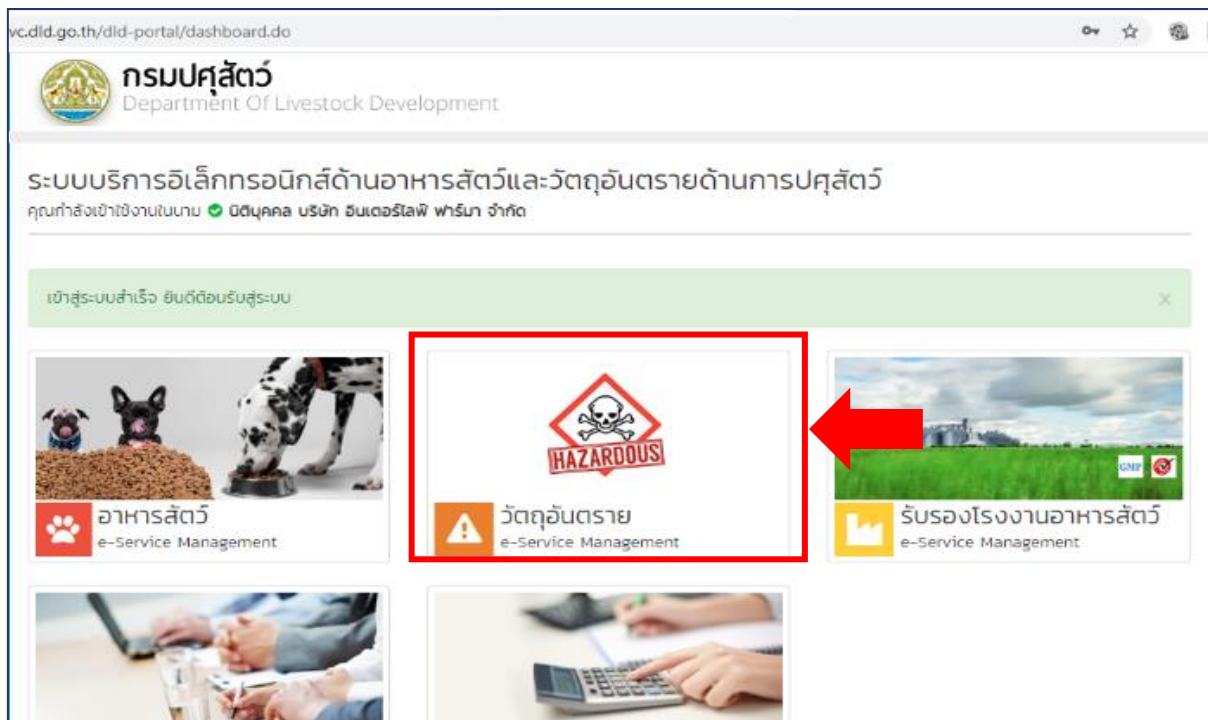 vc.dld.go.th/dld-portal/dashboard.do
กรมปศุสัตว์
Department Of Livestock Development
ระบบบริการอิเล็กทรอนิกส์ด้านอาหารสัตว์และวัตถุอันตรายด้านการปศุสัตว์
คุณกำลังเข้าใช้งานในนาม นิติบุคคล บริษัท อินเตอร์ไลฟ์ ฟาร์มา จำกัด
เข้าสู่ระบบสำเร็จ ยินดีต้อนรับสู่ระบบ
×
HAZARDOUS
GMP
อาหารสัตว์
e-Service Management
วัตถุอันตราย
e-Service Management
รับรองโรงงานอาหารสัตว์
e-Service Management